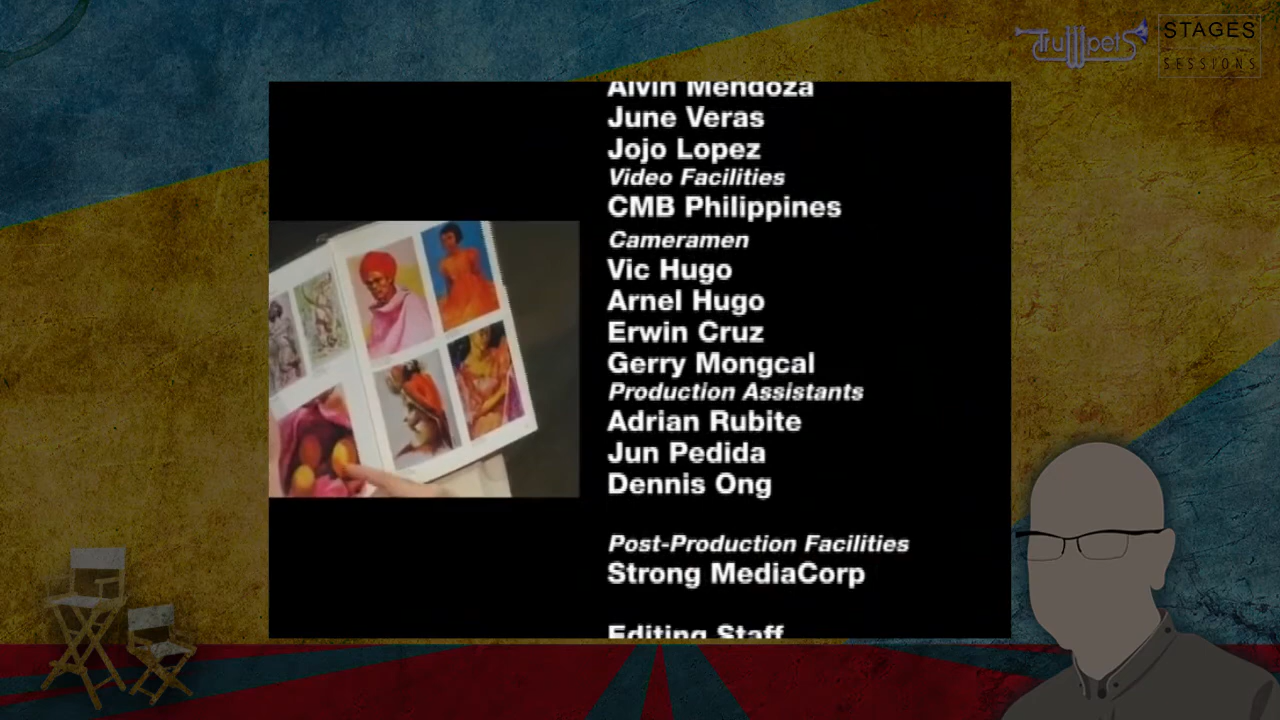 Trumpets
STAGES
SESSIONS
Alvin Mendoza
June Veras
Jojo Lopez
Video Facilities
CMB Philippines
Cameramen
Vic Hugo
Arnel Hugo
Erwin Cruz
Gerry Mongcal
Production Assistants
Adrian Rubite
Jun Pedida
Dennis Ong
Post-Production Facilities
Strong MediaCorp
Editing Staff